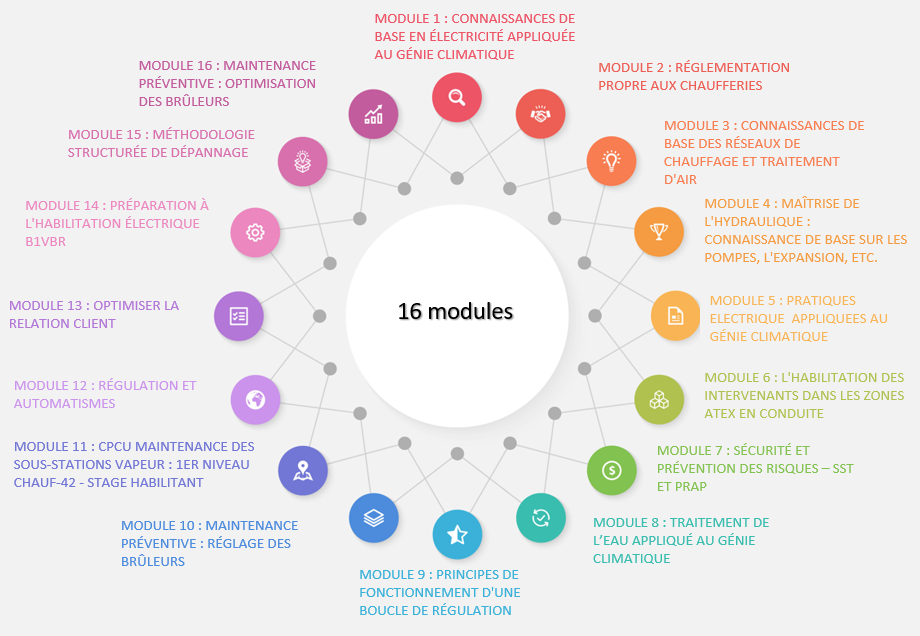 MODULE 1 : CONNAISSANCES DE
BASE EN ÉLECTRICITÉ APPLIQUÉE
AU GÉNIE CLIMATIQUE
MODULE 2 : RÉGLEMENTATION
PROPRE AUX CHAUFFERIES
MODULE 3 : CONNAISSANCES DE
BASE DES RÉSEAUX DE
CHAUFFAGE ET TRAITEMENT
D'AIR
MODULE 4 : MAÎTRISE DE
L'HYDRAULIQUE :
CONNAISSANCE DE BASE SUR LES
POMPES, L'EXPANSION, ETC.
MODULE 5 : PRATIQUES
ELECTRIQUE APPLIQUEES AU
GÉNIE CLIMATIQUE
MODULE 6 : L'HABILITATION DES
INTERVENANTS DANS LES ZONES
ATEX EN CONDUITE
MODULE 7 : SÉCURITÉ ET
PRÉVENTION DES RISQUES – SST
ET PRAP
MODULE 8 : TRAITEMENT DE
L’EAU APPLIQUÉ AU GÉNIE
CLIMATIQUE
MODULE 9 : PRINCIPES DE
FONCTIONNEMENT D'UNE
BOUCLE DE RÉGULATION
MODULE 10 : MAINTENANCE
PRÉVENTIVE : RÉGLAGE DES
BRÛLEURS
MODULE 11 : CPCU MAINTENANCE DES
SOUS-STATIONS VAPEUR : 1ER NIVEAU
CHAUF-42 - STAGE HABILITANT
MODULE 12 : RÉGULATION ET
AUTOMATISMES
MODULE 13 : OPTIMISER LA
RELATION CLIENT
MODULE 14 : PRÉPARATION À
L'HABILITATION ÉLECTRIQUE
B1VBR
MODULE 15 : MÉTHODOLOGIE
STRUCTURÉE DE DÉPANNAGE
MODULE 16 : MAINTENANCE
PRÉVENTIVE : OPTIMISATION
DES BRÛLEURS
16 modules
$